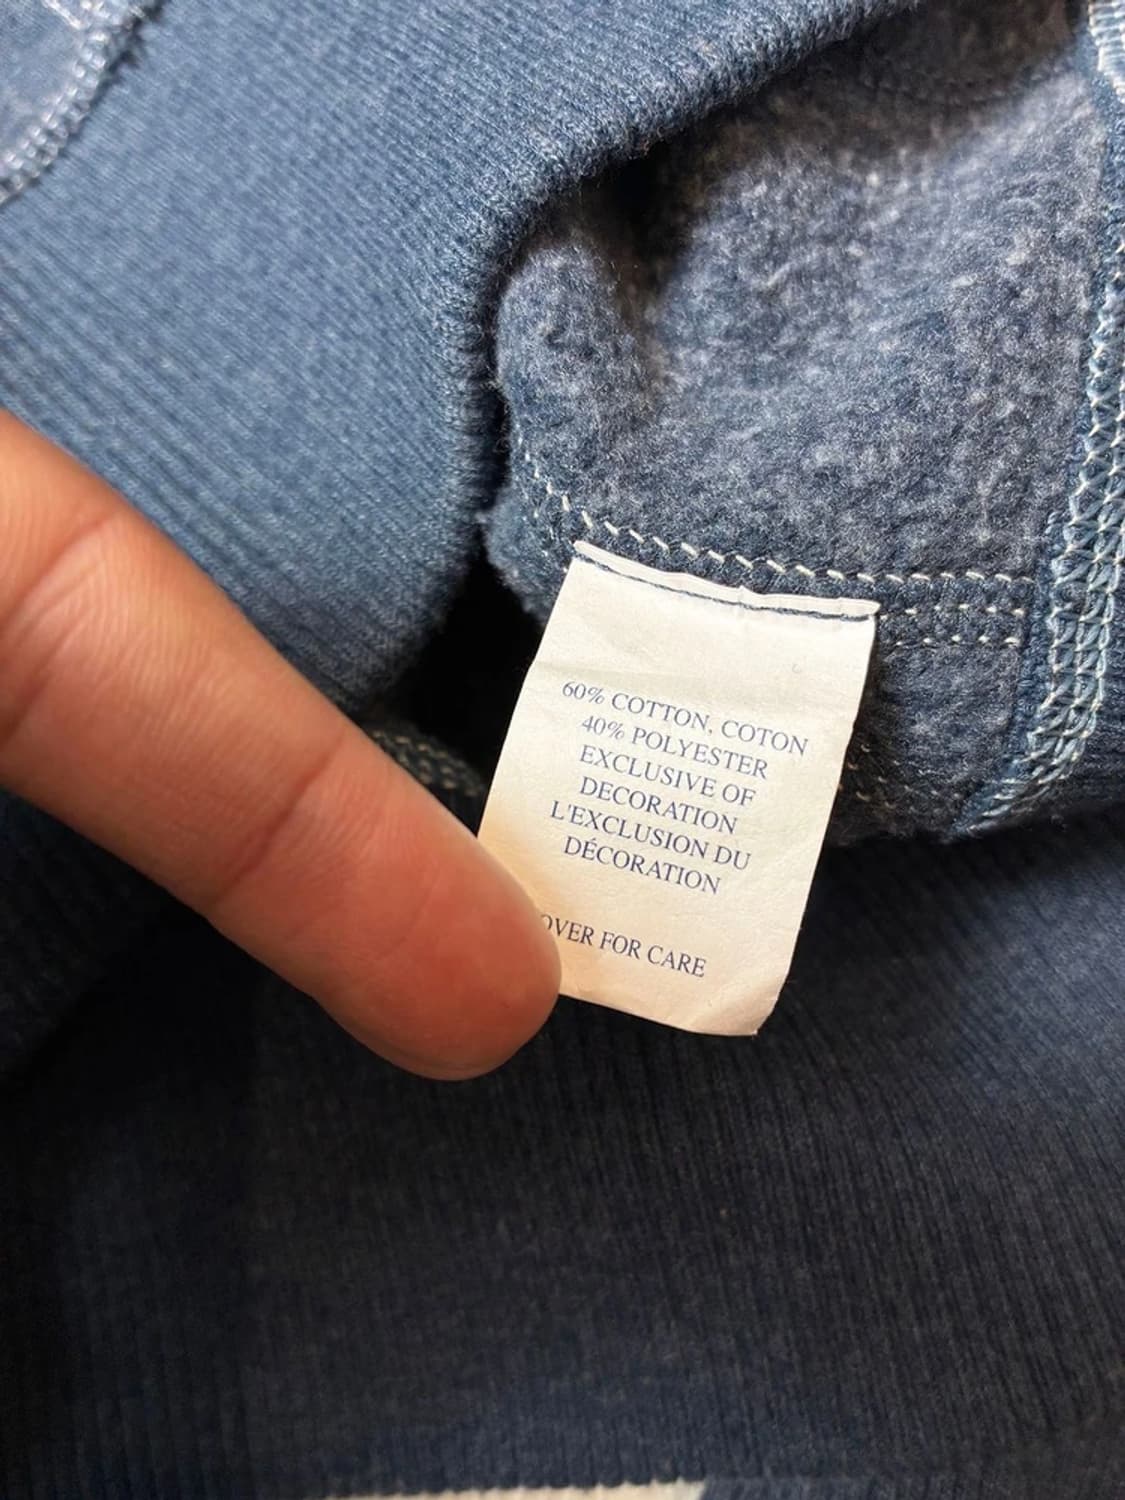 60% COTTON, COTON
40% POLYESTER
EXCLUSIVE OF
DECORATION
L'EXCLUSION DU
DÉCORATION
OVER FOR CARE